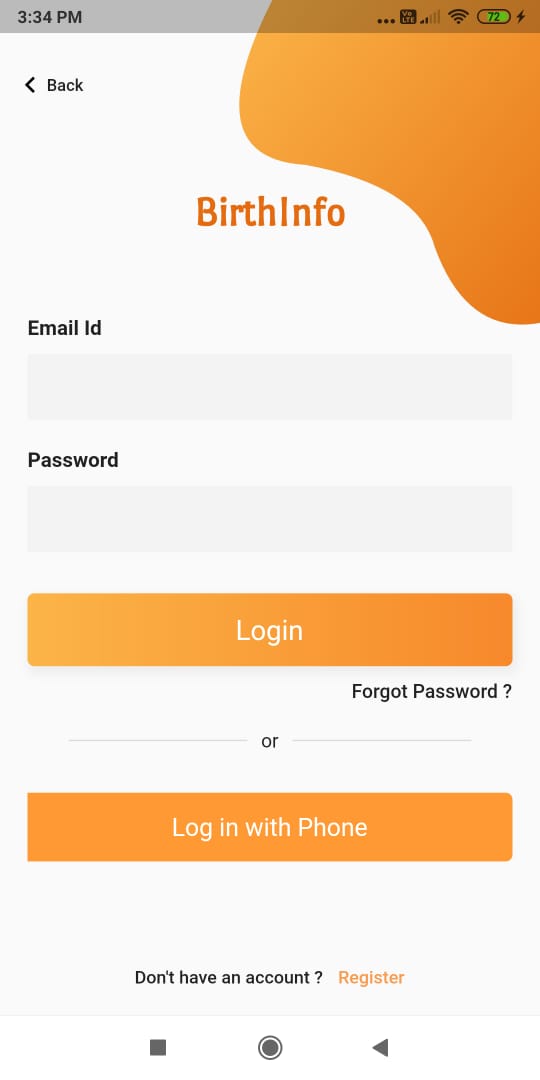 3:34 PM
Vo LTE
72
Back
BirthInfo
Email Id
Password
Login
Forgot Password ?
or
Log in with Phone
Don't have an account ? Register